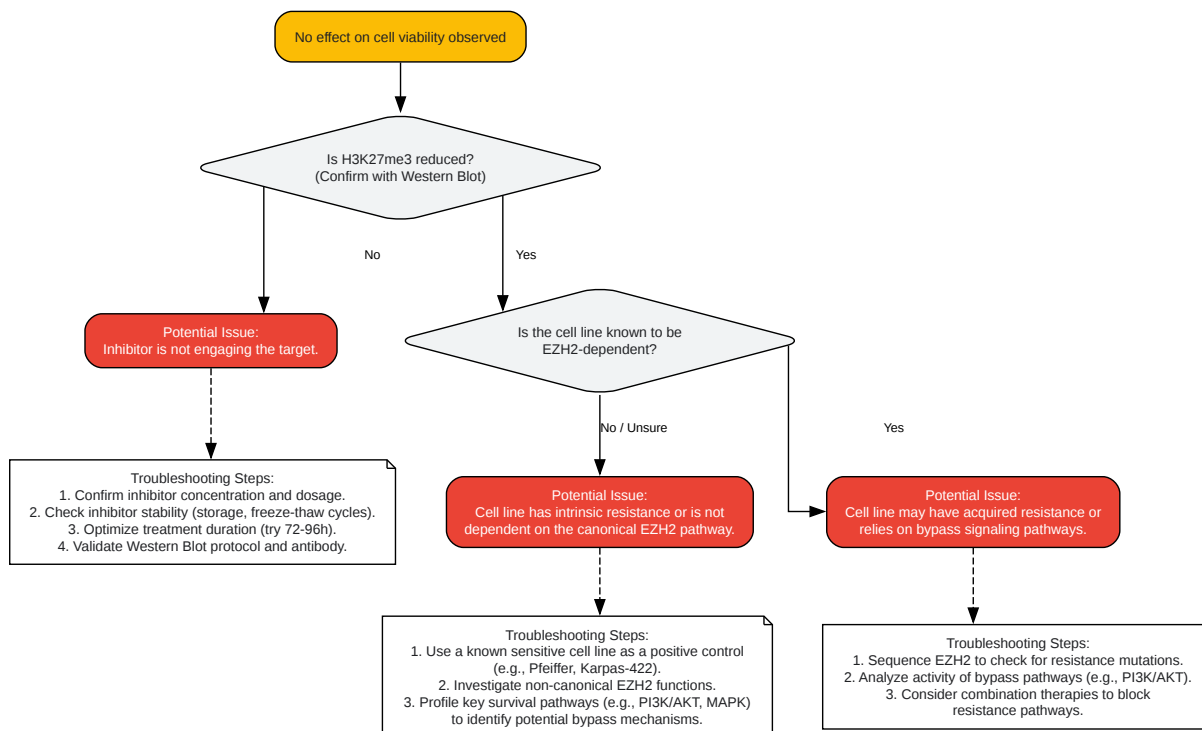 No effect on cell viability observed
Is H3K27me3 reduced?
(Confirm with Western Blot)
No
Yes
Potential Issue:
Inhibitor is not engaging the target.
Is the cell line known to be
EZH2-dependent?
No / Unsure
Yes
Troubleshooting Steps:
1. Confirm inhibitor concentration and dosage.
2. Check inhibitor stability (storage, freeze-thaw cycles).
3. Optimize treatment duration (try 72-96h).
4. Validate Western Blot protocol and antibody.
Potential Issue:
Cell line has intrinsic resistance or is not
dependent on the canonical EZH2 pathway.
Potential Issue:
Cell line may have acquired resistance or
relies on bypass signaling pathways.
Troubleshooting Steps:
1. Use a known sensitive cell line as a positive control
(e.g., Pfeiffer, Karpas-422).
2. Investigate non-canonical EZH2 functions.
3. Profile key survival pathways (e.g., PI3K/AKT, MAPK)
to identify potential bypass mechanisms.
Troubleshooting Steps:
1. Sequence EZH2 to check for resistance mutations.
2. Analyze activity of bypass pathways (e.g., PI3K/AKT).
3. Consider combination therapies to block
resistance pathways.